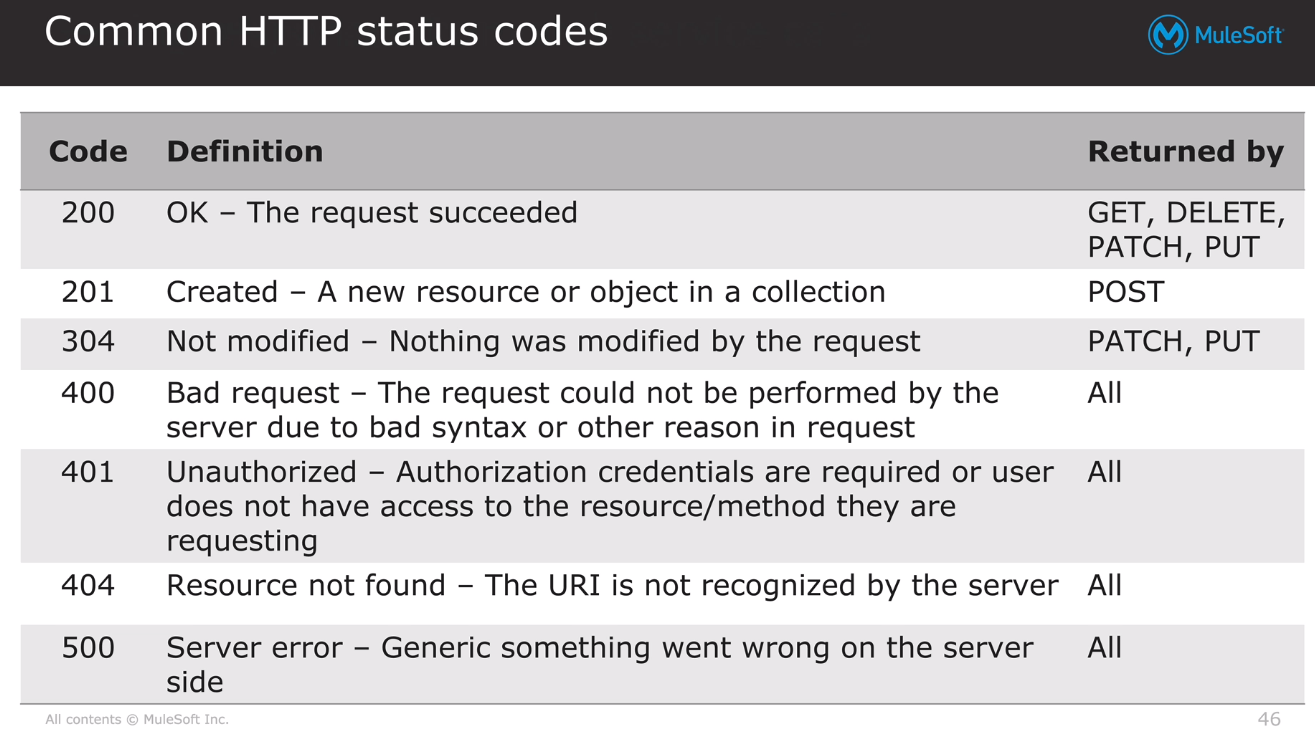 Common HTTP status codes
MuleSoft
Code Definition Returned by
200 OK – The request succeeded GET, DELETE,
PATCH, PUT
201 Created – A new resource or object in a collection POST
304 Not modified – Nothing was modified by the request PATCH, PUT
400 Bad request – The request could not be performed by the All
server due to bad syntax or other reason in request
401 Unauthorized – Authorization credentials are required or user All
does not have access to the resource/method they are
requesting
404 Resource not found – The URI is not recognized by the server All
500 Server error – Generic something went wrong on the server All
side
All contents © MuleSoft Inc.
46